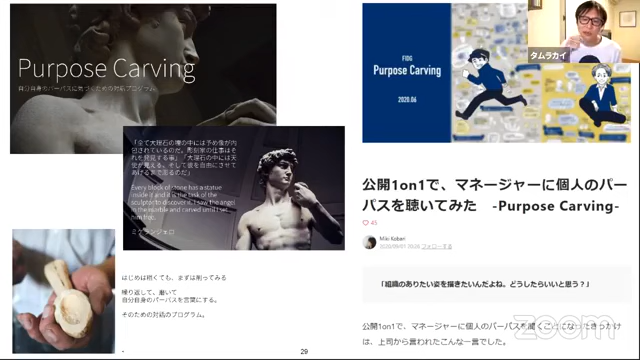 Purpose Carving
自分自身のパーパスに気づくための対話プログラム
「全て大理石の塊の中には予め像が内
包されているのだ。彫刻家の仕事はそ
れを発見する事」「大理石の中には天
使が見える。そして彼を自由にさせて
あげるまで彫るのだ」
Every block of stone has a statue
inside it and it is the task of the
sculptor to discover it. I saw the angel
in the marble and carved until I set
him free.
ミケランジェロ
はじめは粗くても、まずは削ってみる
繰り返して、磨いて
自分自身のパーパスを言葉にする。
そのための対話のプログラム。
29
FIDG
Purpose Carving
2020.06
タムラカイ
公開1on1で、マネージャーに個人のパー
パスを聴いてみた -Purpose Carving-
45
Miki Kobari
フォローする
「組織のありたい姿を描きたいんだよね。どうしたらいいと思う？」
公開1on1で、マネージャーに個人のパーパスを聞くことになったきっかけ
は、上司から言われたこんな一言でした。
zoom